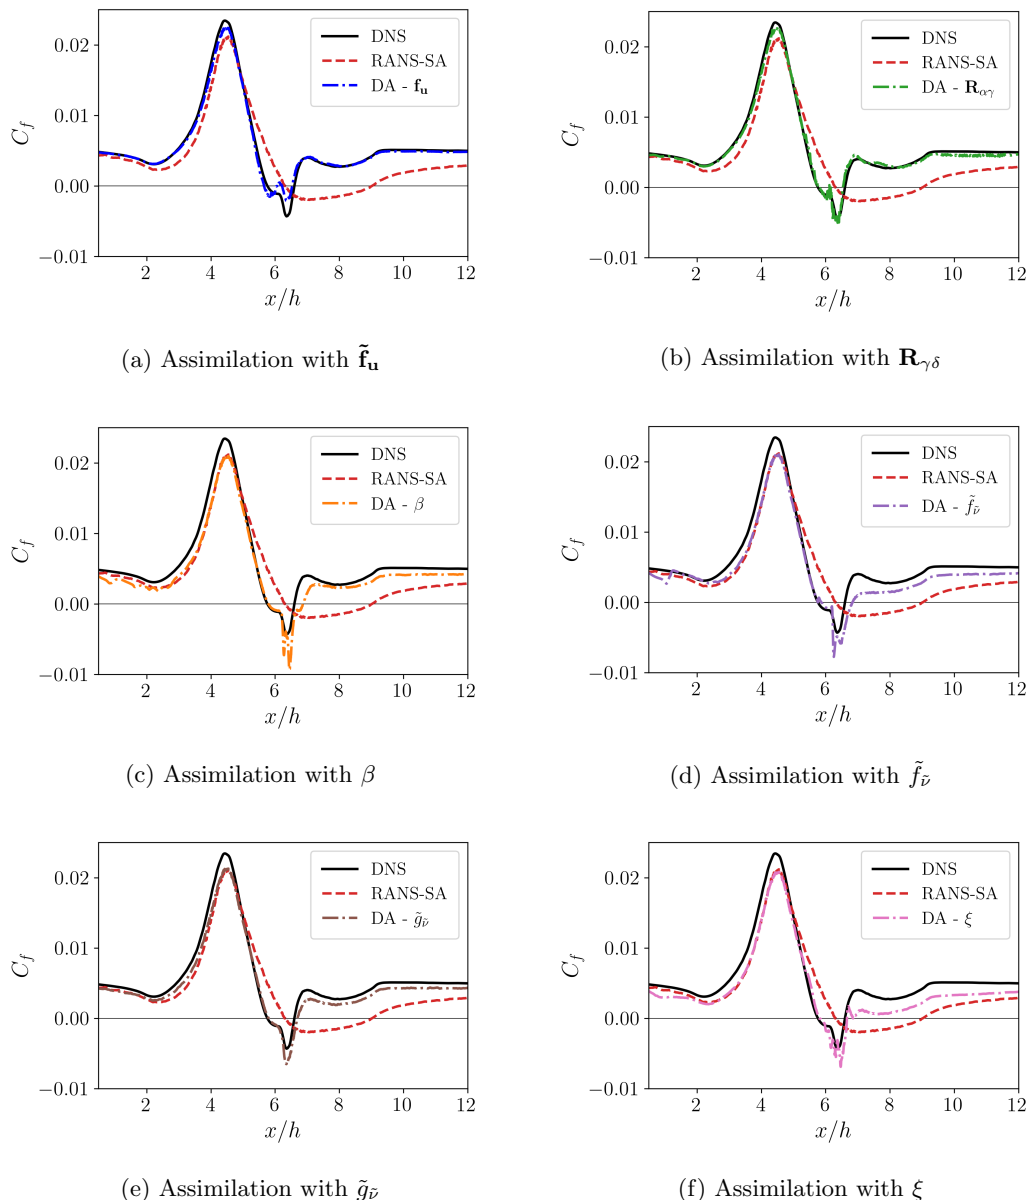 0.02
0.01
0.00
−0.01
C_f
2 4 6 8 10 12
x/h
DNS
RANS-SA
DA - f_u
(a) Assimilation with f̃_u
0.02
0.01
0.00
−0.01
C_f
2 4 6 8 10 12
x/h
DNS
RANS-SA
DA - R_αγ
(b) Assimilation with R_γδ
0.02
0.01
0.00
−0.01
C_f
2 4 6 8 10 12
x/h
DNS
RANS-SA
DA - β
(c) Assimilation with β
0.02
0.01
0.00
−0.01
C_f
2 4 6 8 10 12
x/h
DNS
RANS-SA
DA - f̃_ν̃
(d) Assimilation with f̃_ν̃
0.02
0.01
0.00
−0.01
C_f
2 4 6 8 10 12
x/h
DNS
RANS-SA
DA - g̃_ν̃
(e) Assimilation with g̃_ν̃
0.02
0.01
0.00
−0.01
C_f
2 4 6 8 10 12
x/h
DNS
RANS-SA
DA - ξ
(f) Assimilation with ξ